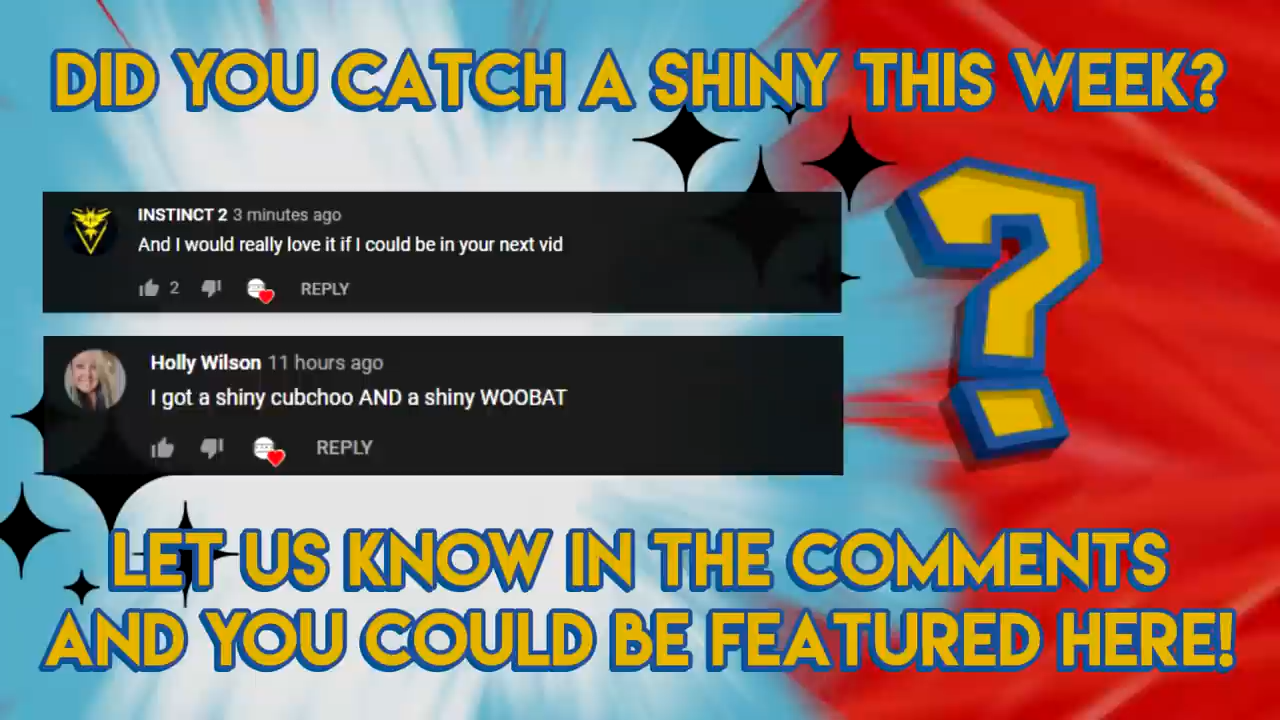 DID YOU CATCH A SHINY THIS WEEK?
INSTINCT 2 3 minutes ago
And I would really love it if I could be in your next vid
2 REPLY
Holly Wilson 11 hours ago
I got a shiny cubchoo AND a shiny WOOBAT
REPLY
?
LET US KNOW IN THE COMMENTS
AND YOU COULD BE FEATURED HERE!